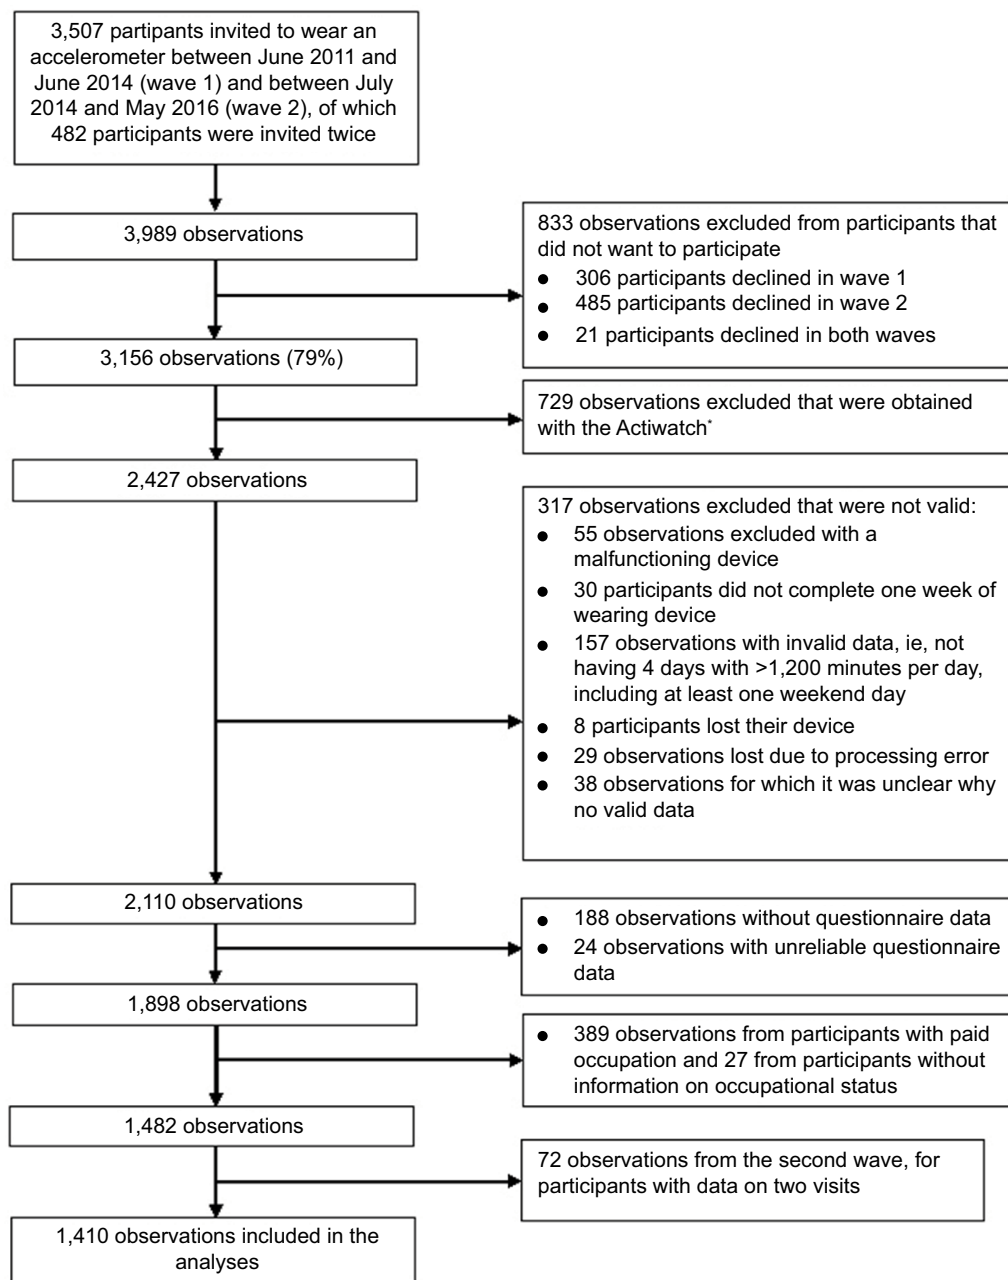 3,507 partipants invited to wear an
accelerometer between June 2011 and
June 2014 (wave 1) and between July
2014 and May 2016 (wave 2), of which
482 participants were invited twice
3,989 observations
833 observations excluded from participants that
did not want to participate
● 306 participants declined in wave 1
● 485 participants declined in wave 2
● 21 participants declined in both waves
3,156 observations (79%)
729 observations excluded that were obtained
with the Actiwatch*
2,427 observations
317 observations excluded that were not valid:
● 55 observations excluded with a
malfunctioning device
● 30 participants did not complete one week of
wearing device
● 157 observations with invalid data, ie, not
having 4 days with >1,200 minutes per day,
including at least one weekend day
● 8 participants lost their device
● 29 observations lost due to processing error
● 38 observations for which it was unclear why
no valid data
2,110 observations
● 188 observations without questionnaire data
● 24 observations with unreliable questionnaire
data
1,898 observations
● 389 observations from participants with paid
occupation and 27 from participants without
information on occupational status
1,482 observations
72 observations from the second wave, for
participants with data on two visits
1,410 observations included in the
analyses